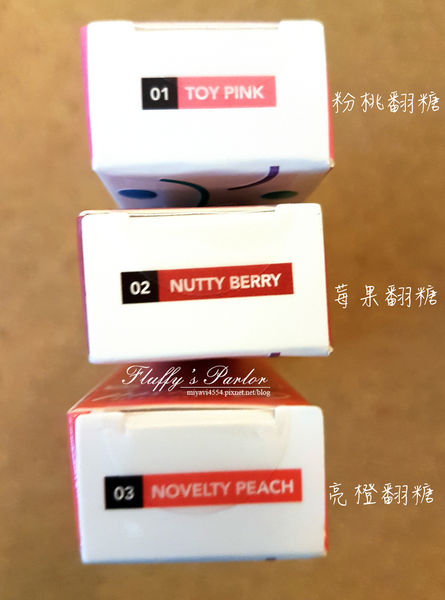 01 TOY PINK
粉桃翻糖
02 NUTTY BERRY
莓果翻糖
Fluffy's Parlor
miyavi4554.pixnet.net/blog
03 NOVELTY PEACH
亮橙翻糖